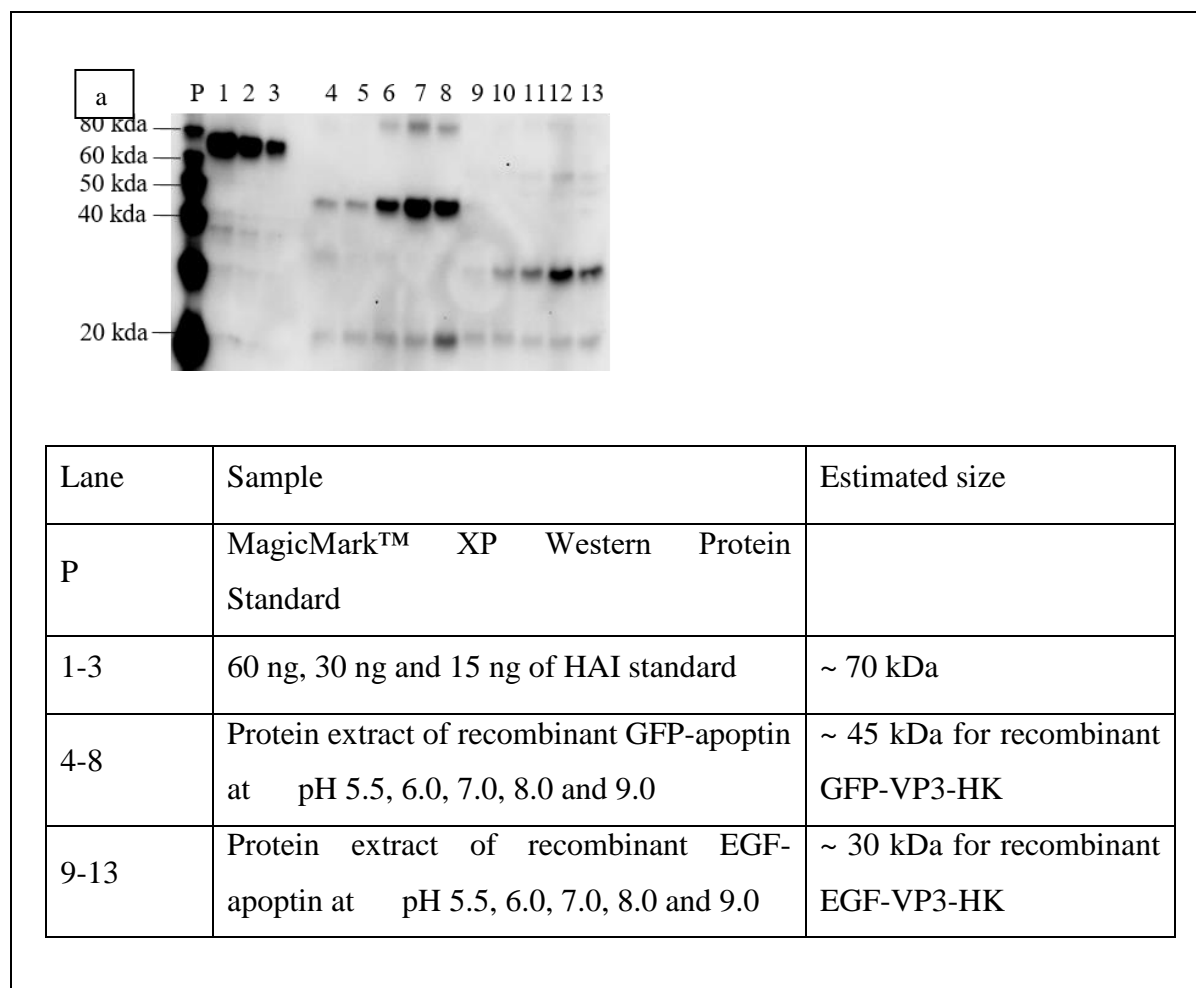 a
P 1 2 3 4 5 6 7 8 9 10 11 12 13
80 kda
60 kda
50 kda
40 kda
20 kda
Lane Sample Estimated size
P MagicMark™ XP Western Protein
Standard
1-3 60 ng, 30 ng and 15 ng of HAI standard ~ 70 kDa
4-8 Protein extract of recombinant GFP-apoptin
at pH 5.5, 6.0, 7.0, 8.0 and 9.0
~ 45 kDa for recombinant
GFP-VP3-HK
9-13 Protein extract of recombinant EGF-
apoptin at pH 5.5, 6.0, 7.0, 8.0 and 9.0
~ 30 kDa for recombinant
EGF-VP3-HK